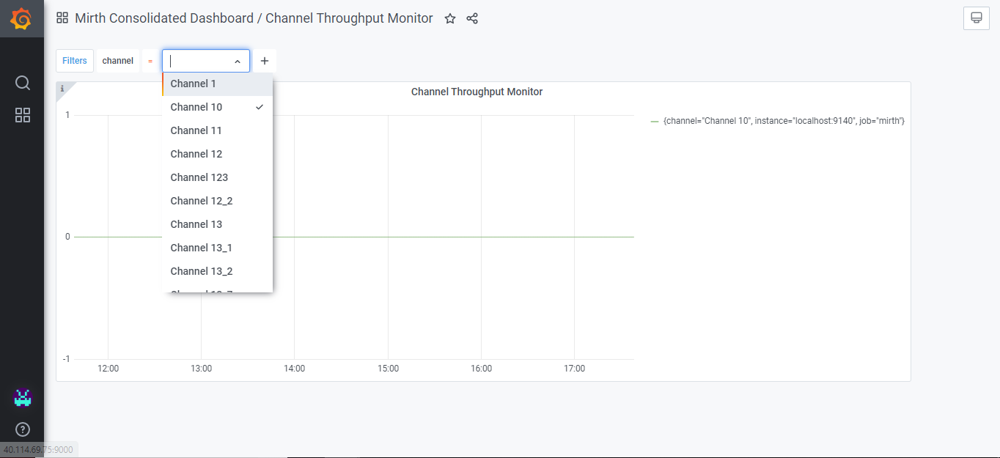 Mirth Consolidated Dashboard / Channel Throughput Monitor
Filters channel =
Channel 1
Channel 10
Channel 11
Channel 12
Channel 123
Channel 12_2
Channel 13
Channel 13_1
Channel 13_2
i
Channel Throughput Monitor
1
0
-1
12:00 13:00 14:00 15:00 16:00 17:00
{channel="Channel 10", instance="localhost:9140", job="mirth"}
40.114.69.75:9000